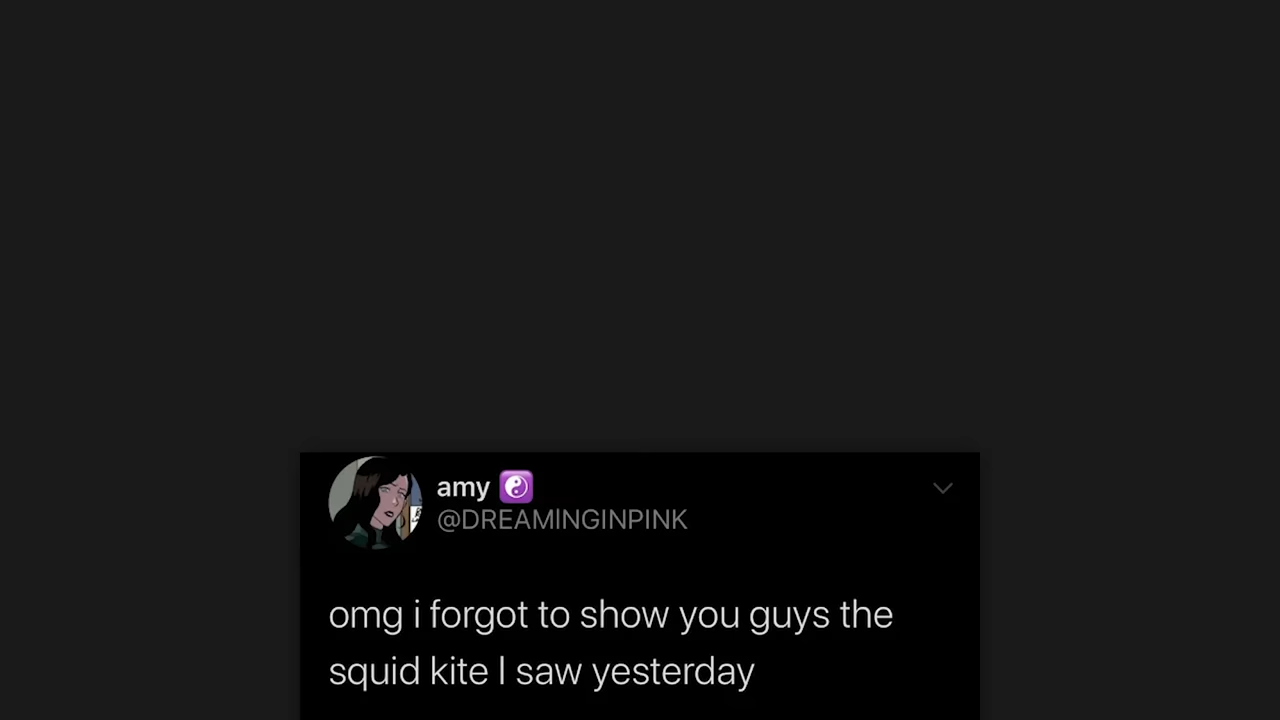 amy ☯️
@DREAMINGINPINK
omg i forgot to show you guys the
squid kite I saw yesterday